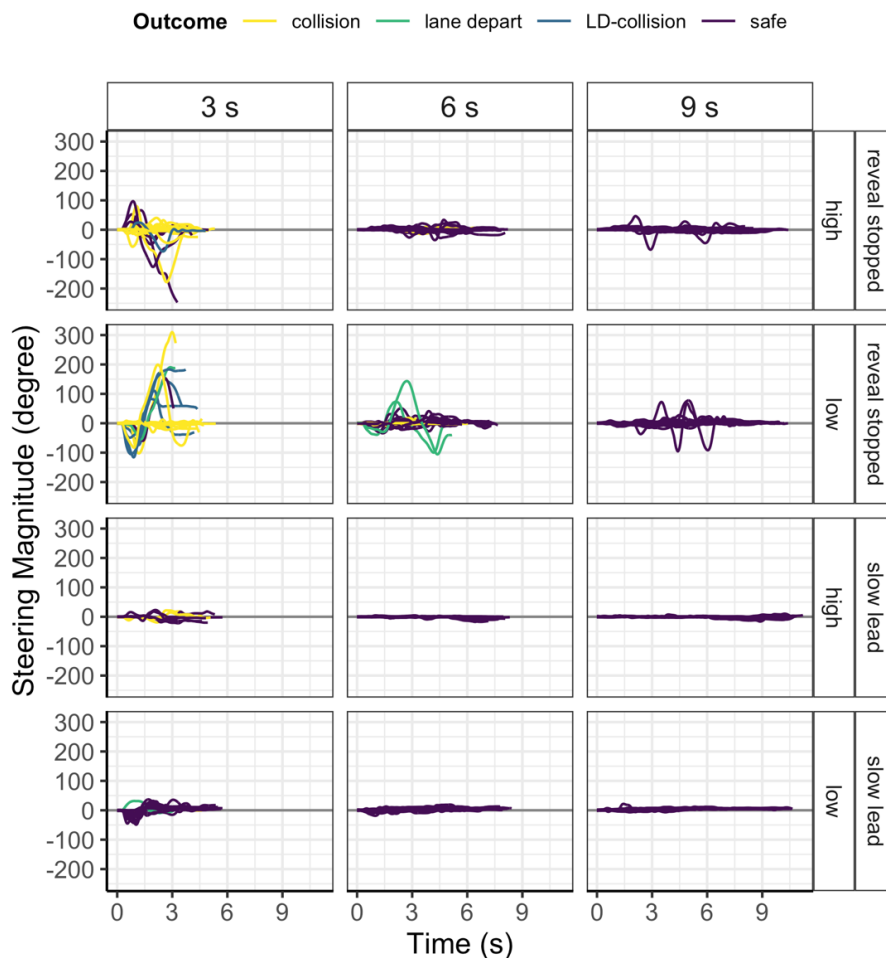 Outcome collision lane depart LD-collision safe
3 s 6 s 9 s
300
200
100
0
-100
-200
high
reveal stopped
300
200
100
0
-100
-200
low
reveal stopped
300
200
100
0
-100
-200
high
slow lead
300
200
100
0
-100
-200
low
slow lead
Steering Magnitude (degree)
0 3 6 9 0 3 6 9 0 3 6 9
Time (s)